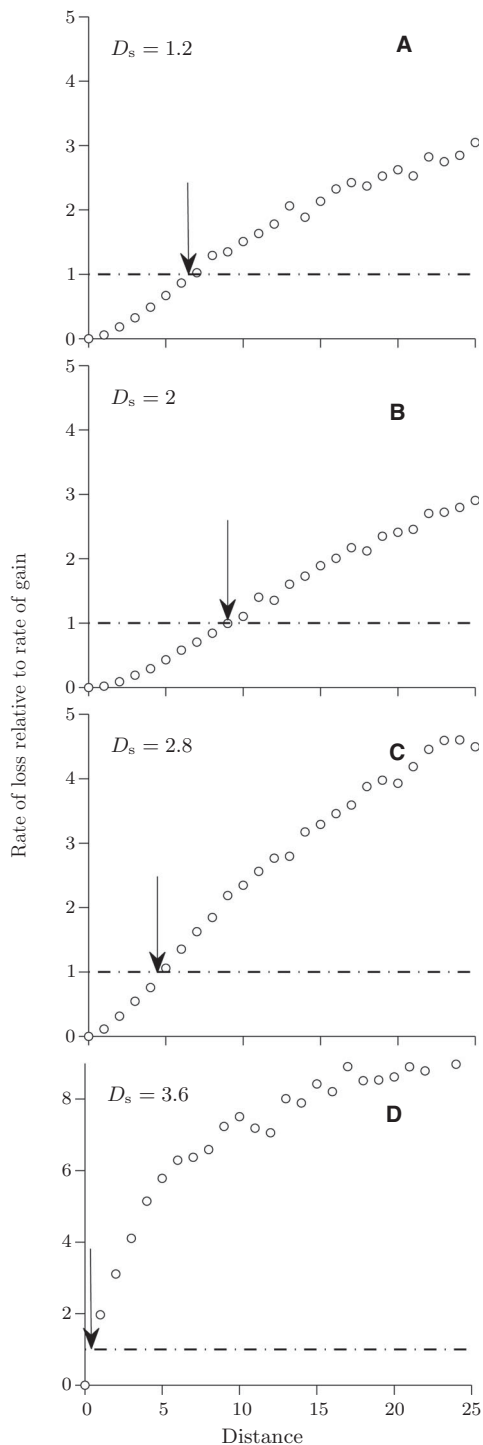 Rate of loss relative to rate of gain
5
D_s = 1.2
A
4
3
2
1
0
5
D_s = 2
B
4
3
2
1
0
5
D_s = 2.8
C
4
3
2
1
0
D_s = 3.6
D
8
6
4
2
0
0 5 10 15 20 25
Distance